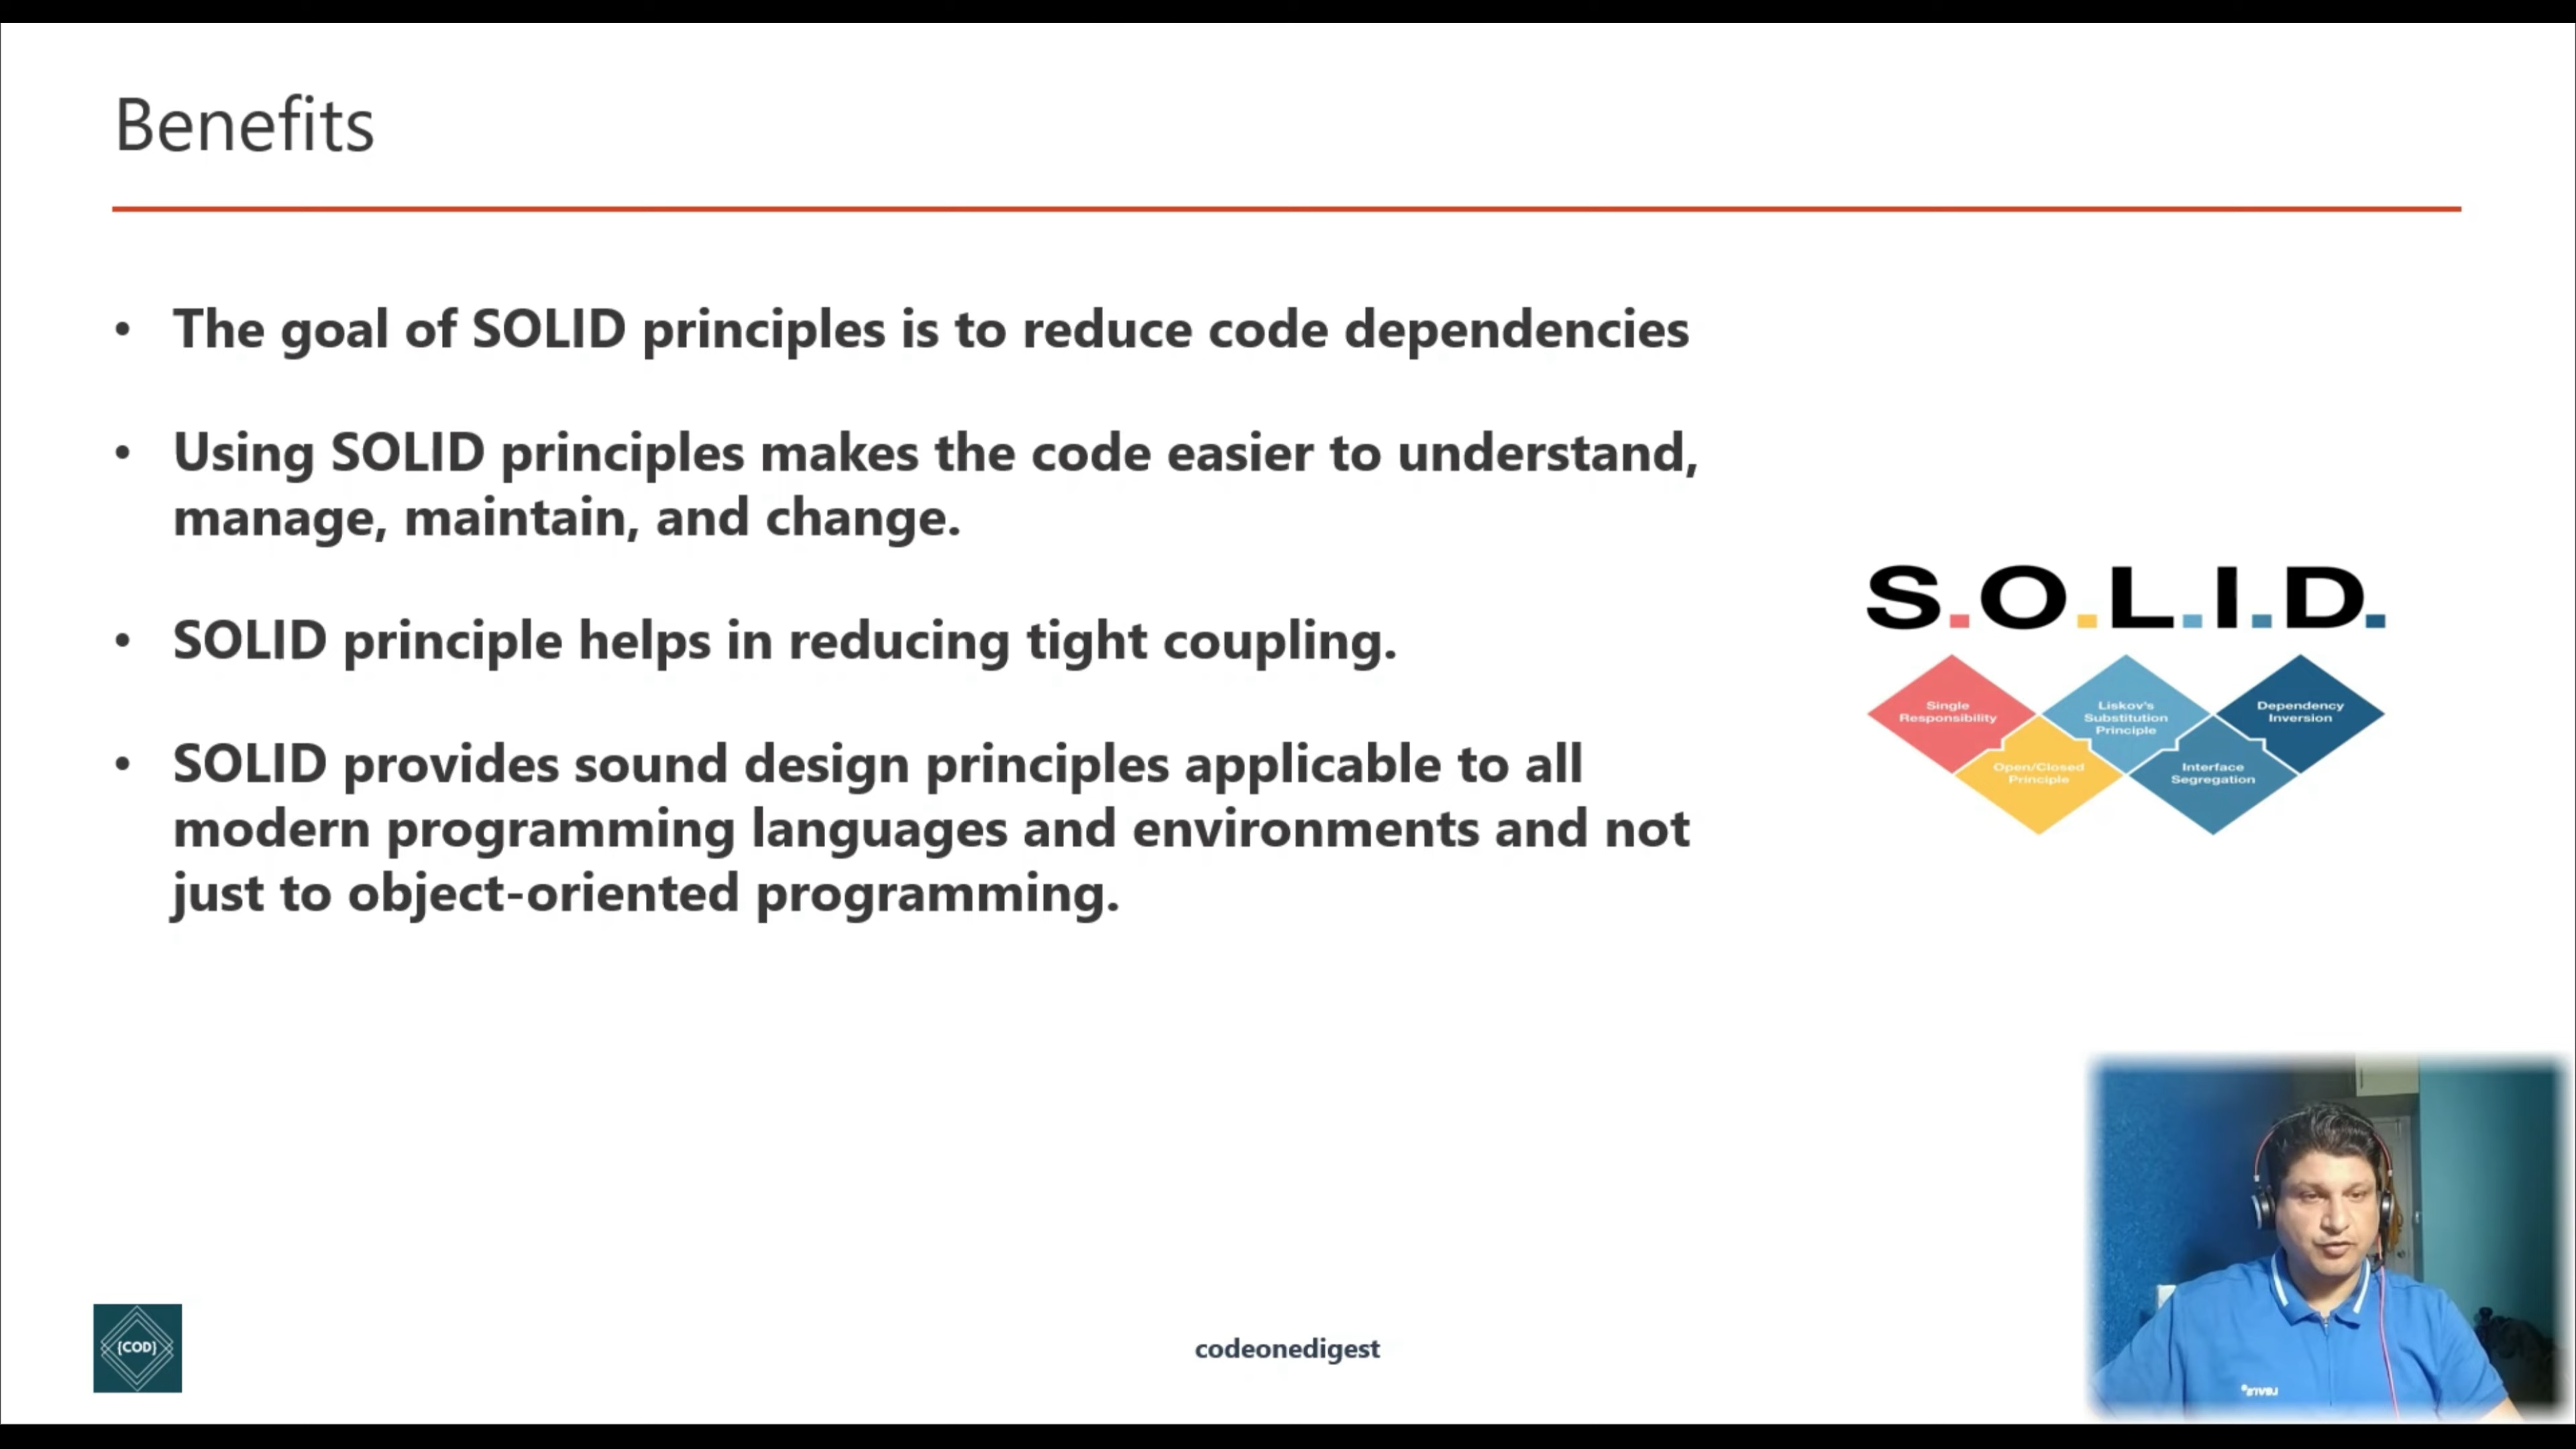 Benefits
• The goal of SOLID principles is to reduce code dependencies
• Using SOLID principles makes the code easier to understand,
manage, maintain, and change.
• SOLID principle helps in reducing tight coupling.
• SOLID provides sound design principles applicable to all
modern programming languages and environments and not
just to object-oriented programming.
S.O.L.I.D.
Single
Responsibility
Open/Closed
Principle
Liskov's
Substitution
Principle
Interface
Segregation
Dependency
Inversion
{COD}
codeonedigest